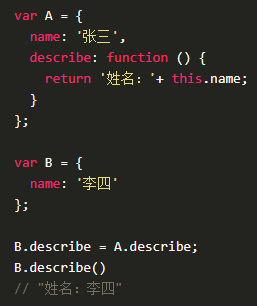 var A = {
  name: '张三',
  describe: function () {
    return '姓名：'+ this.name;
  }
};

var B = {
  name: '李四'
};

B.describe = A.describe;
B.describe()
// "姓名：李四"